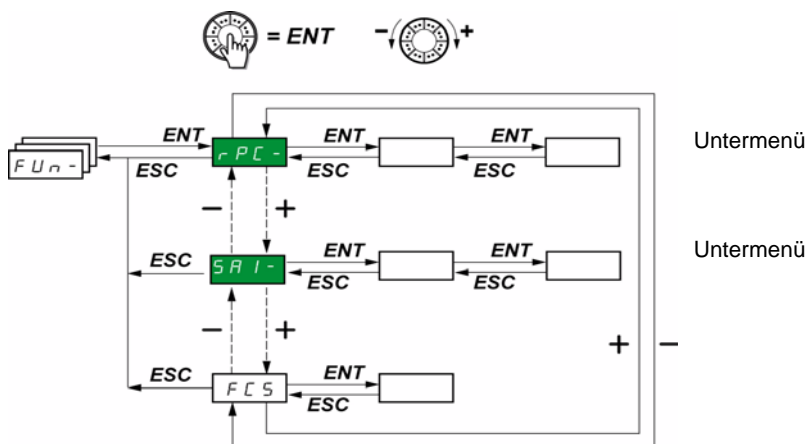 = ENT - +
ENT ENT ENT Untermenü
FUn- rPC-
ESC ESC ESC
- +
ENT ENT Untermenü
ESC SAI-
ESC ESC
- +
+ -
ESC ENT
FCS
ESC